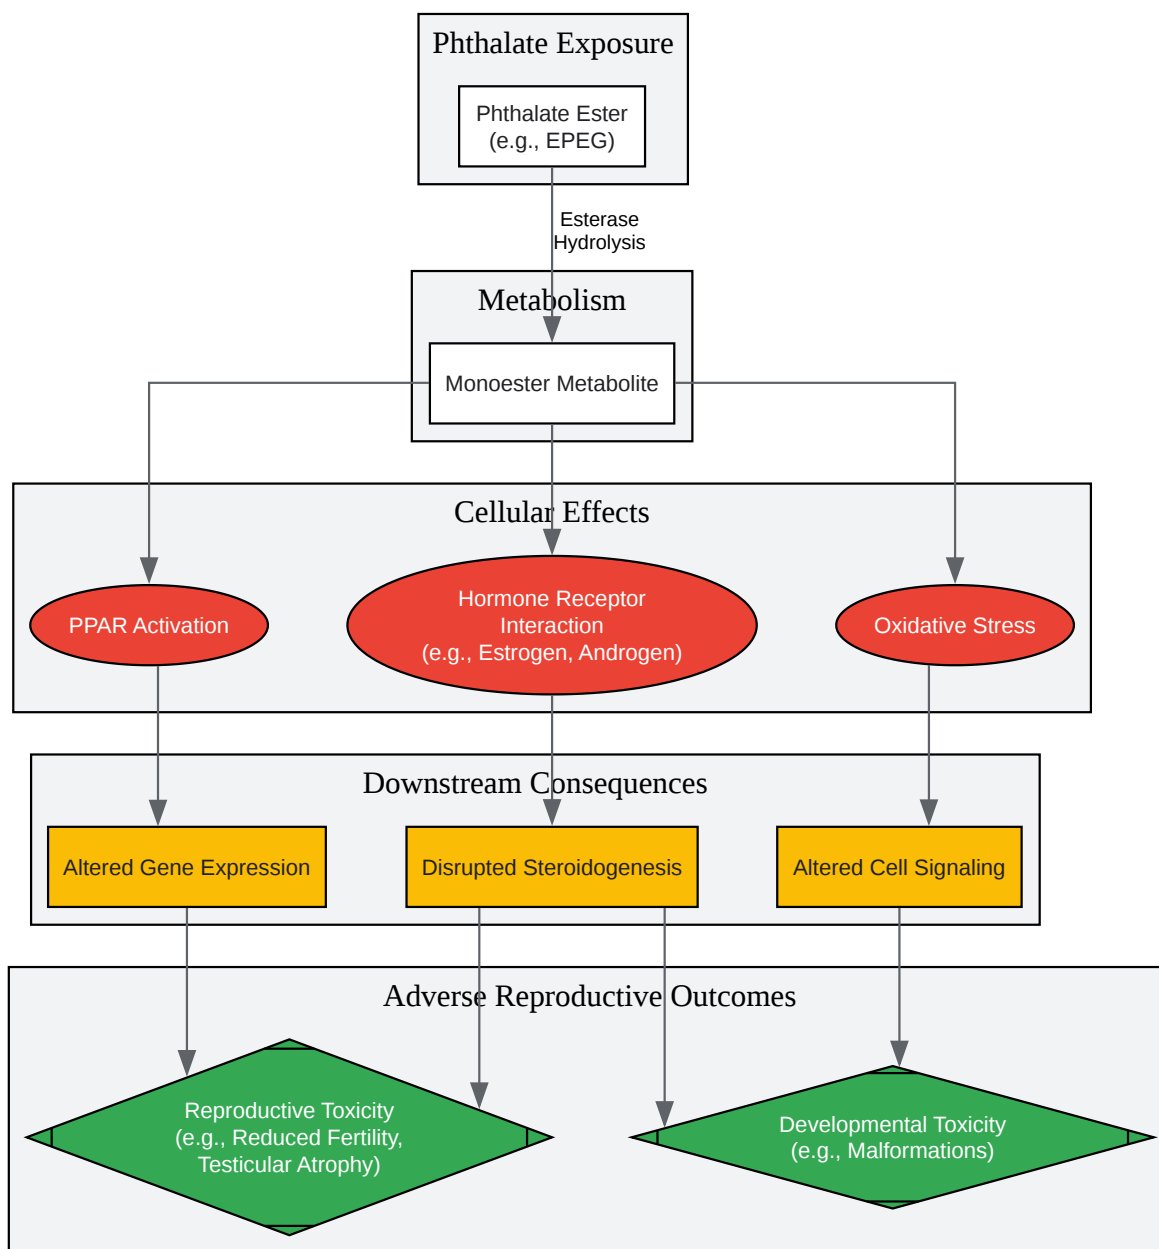 Phthalate Exposure
Phthalate Ester
(e.g., EPEG)
Esterase
Hydrolysis
Metabolism
Monoester Metabolite
Cellular Effects
PPAR Activation
Hormone Receptor
Interaction
(e.g., Estrogen, Androgen)
Oxidative Stress
Downstream Consequences
Altered Gene Expression
Disrupted Steroidogenesis
Altered Cell Signaling
Adverse Reproductive Outcomes
Reproductive Toxicity
(e.g., Reduced Fertility,
Testicular Atrophy)
Developmental Toxicity
(e.g., Malformations)